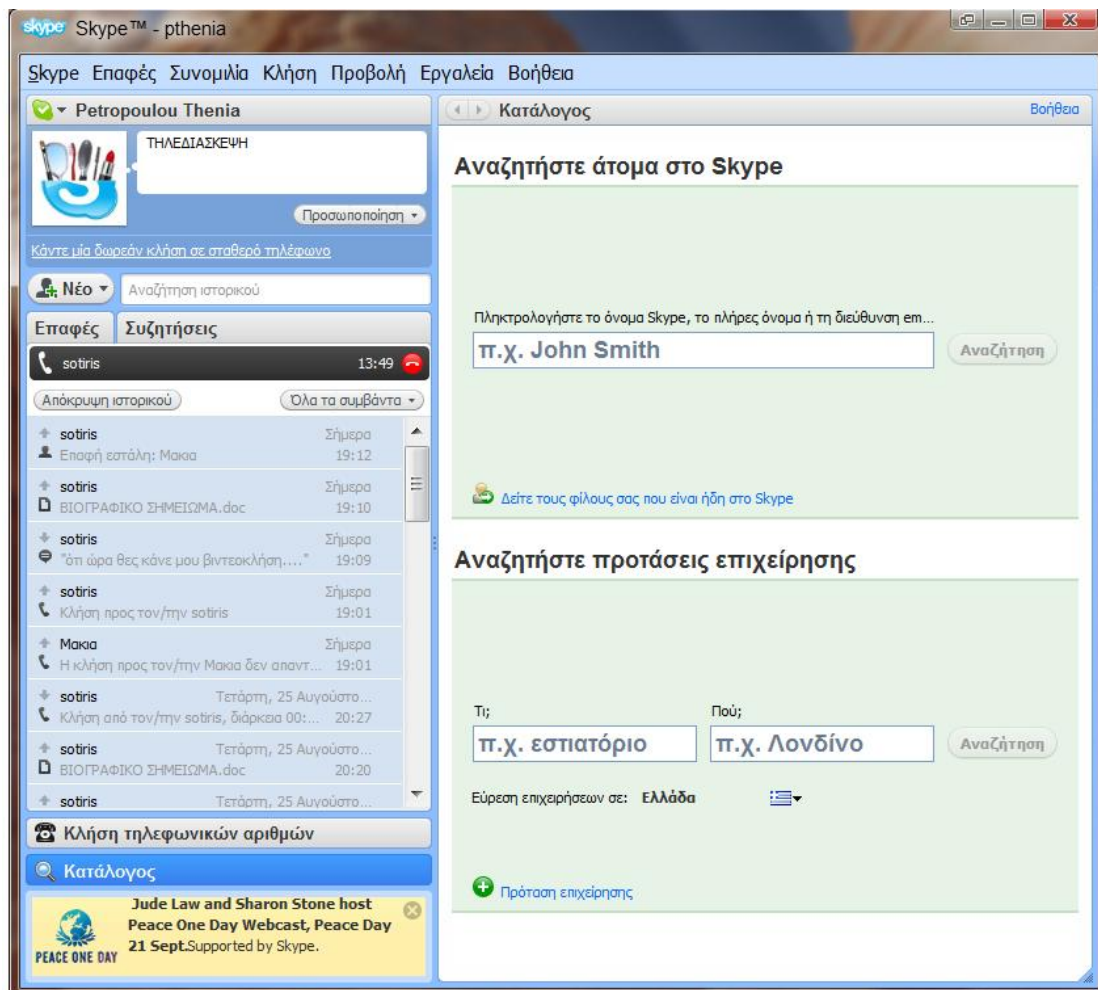 skype Skype™ - pthenia
Skype Επαφές Συνομιλία Κλήση Προβολή Εργαλεία Βοήθεια
Petropoulou Thenia
ΤΗΛΕΔΙΑΣΚΕΨΗ
Προσωποποίηση
Κάντε μία δωρεάν κλήση σε σταθερό τηλέφωνο
Νέο
Αναζήτηση ιστορικού
Επαφές Συζητήσεις
sotiris 13:49
Απόκρυψη ιστορικού Όλα τα συμβάντα
sotiris Σήμερα
Επαφή εστάλη: Μακια 19:12
sotiris Σήμερα
ΒΙΟΓΡΑΦΙΚΟ ΣΗΜΕΙΩΜΑ.doc 19:10
sotiris Σήμερα
"ότι ώρα θες κάνε μου βιντεοκλήση...." 19:09
sotiris Σήμερα
Κλήση προς τον/την sotiris 19:01
Μακια Σήμερα
Η κλήση προς τον/την Μακια δεν απαντ... 19:01
sotiris Τετάρτη, 25 Αυγούστο...
Κλήση από τον/την sotiris, διάρκεια 00:... 20:27
sotiris Τετάρτη, 25 Αυγούστο...
ΒΙΟΓΡΑΦΙΚΟ ΣΗΜΕΙΩΜΑ.doc 20:20
sotiris Τετάρτη, 25 Αυγούστο...
Κλήση τηλεφωνικών αριθμών
Κατάλογος
Jude Law and Sharon Stone host
Peace One Day Webcast, Peace Day
21 Sept.Supported by Skype.
PEACE ONE DAY
Κατάλογος Βοήθεια
Αναζητήστε άτομα στο Skype
Πληκτρολογήστε το όνομα Skype, το πλήρες όνομα ή τη διεύθυνση em...
π.χ. John Smith Αναζήτηση
Δείτε τους φίλους σας που είναι ήδη στο Skype
Αναζητήστε προτάσεις επιχείρησης
Τι; Πού;
π.χ. εστιατόριο π.χ. Λονδίνο Αναζήτηση
Εύρεση επιχειρήσεων σε: Ελλάδα
Πρόταση επιχείρησης